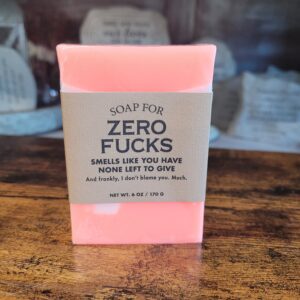 SOAP FOR
ZERO
FUCKS
SMELLS LIKE YOU HAVE
NONE LEFT TO GIVE
And frankly, I don't blame you. Much.
NET WT. 6 OZ / 170 G